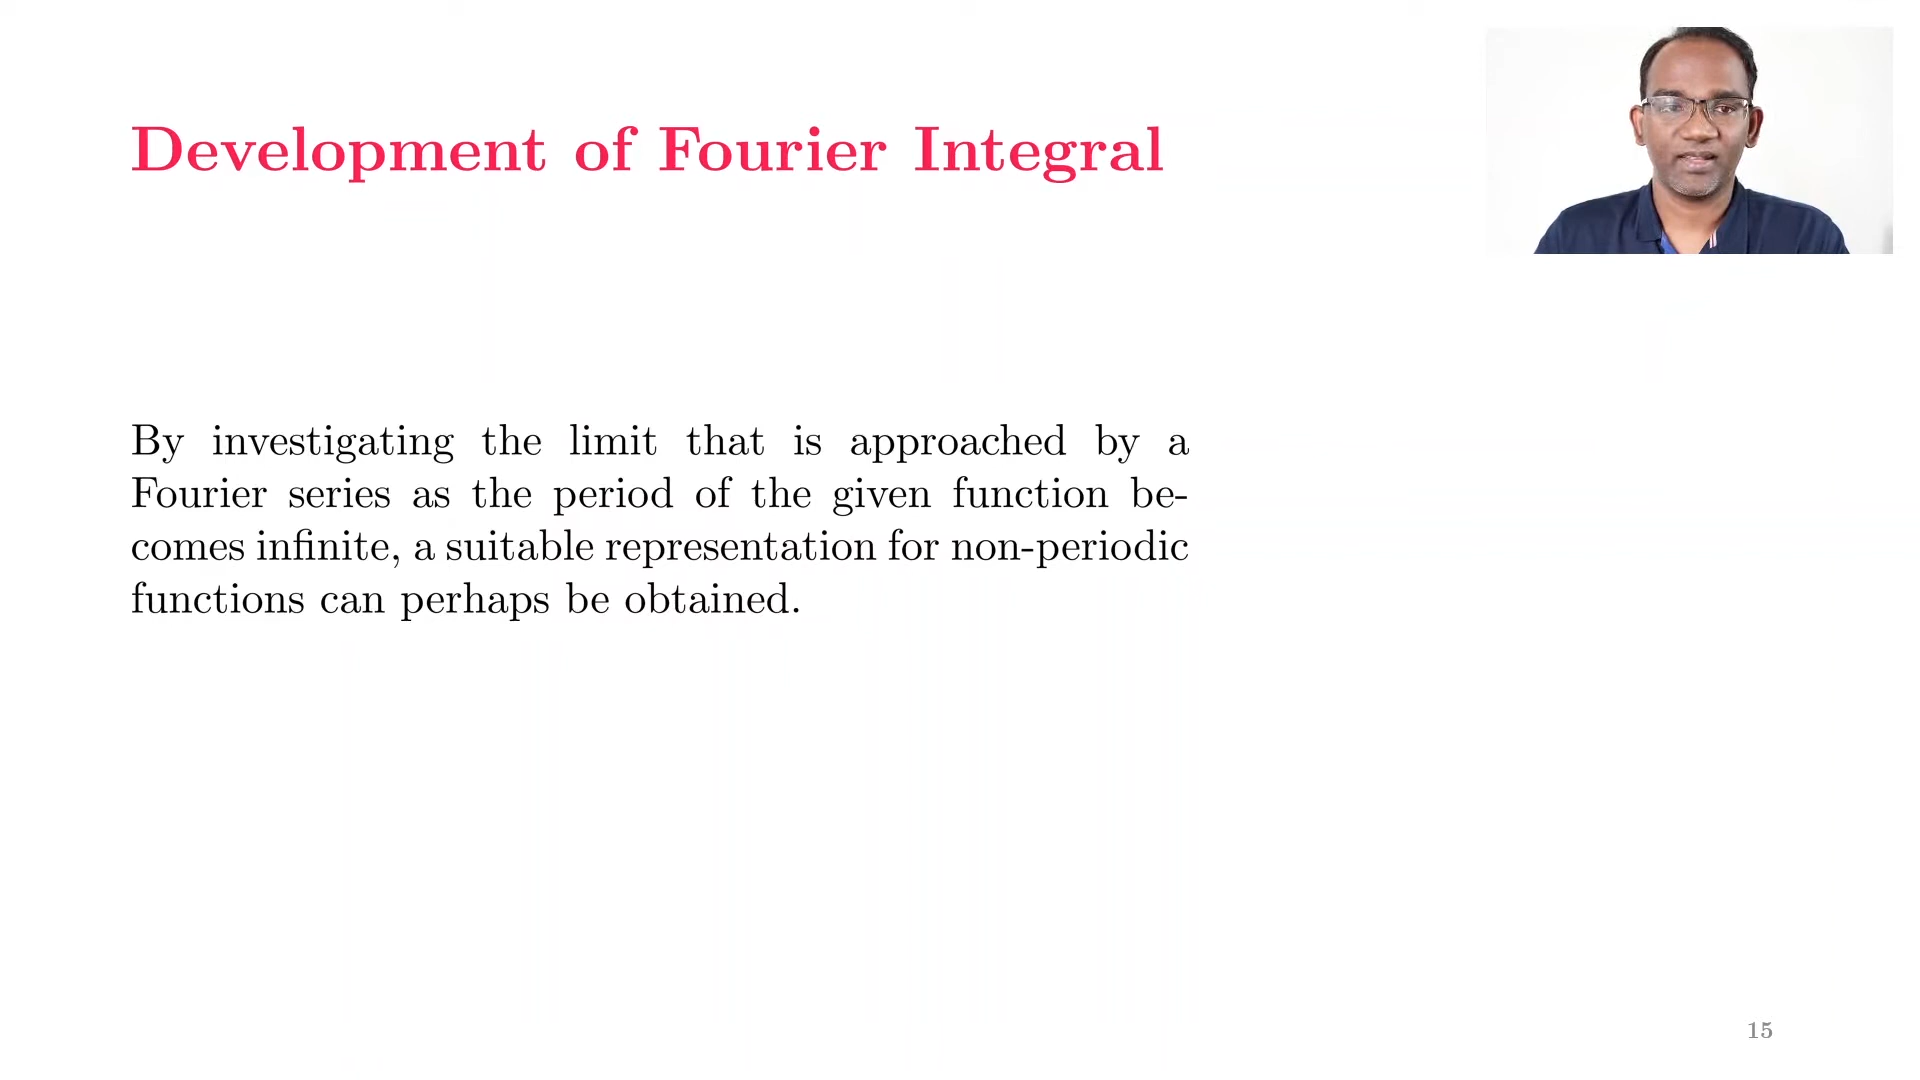 Development of Fourier Integral
By investigating the limit that is approached by a
Fourier series as the period of the given function be-
comes infinite, a suitable representation for non-periodic
functions can perhaps be obtained.
15